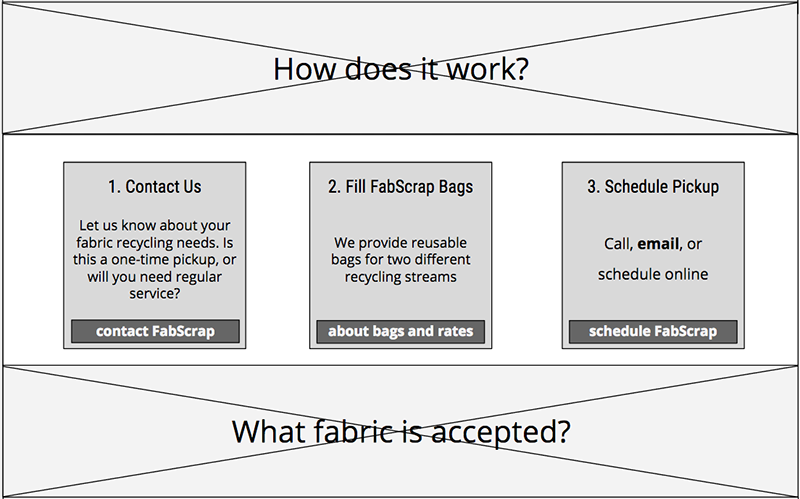 How does it work?
1. Contact Us
Let us know about your
fabric recycling needs. Is
this a one-time pickup, or
will you need regular
service?
contact FabScrap
2. Fill FabScrap Bags
We provide reusable
bags for two different
recycling streams
about bags and rates
3. Schedule Pickup
Call, email, or
schedule online
schedule FabScrap
What fabric is accepted?